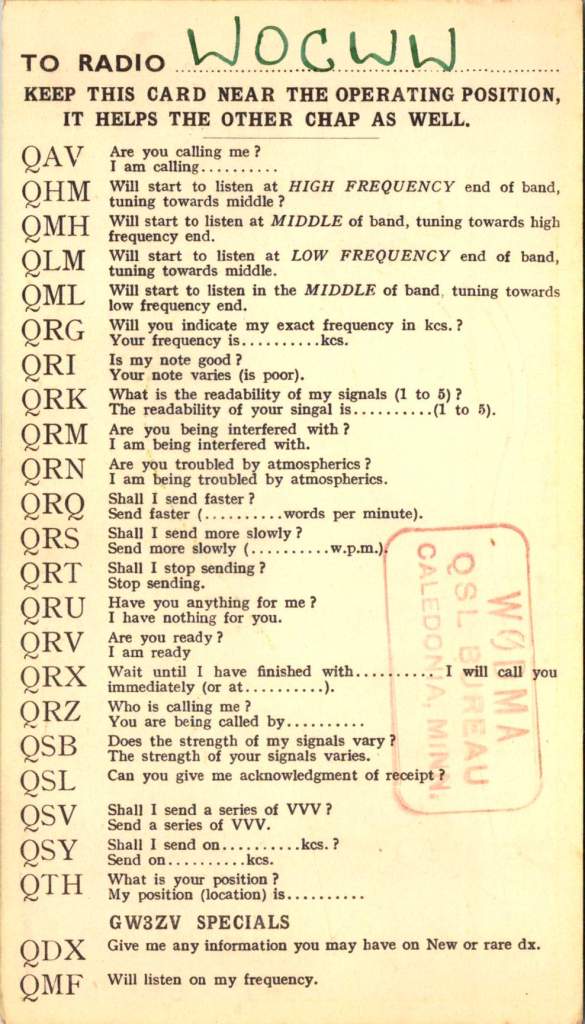 TO RADIO WOCWW
KEEP THIS CARD NEAR THE OPERATING POSITION,
IT HELPS THE OTHER CHAP AS WELL.
QAV Are you calling me ?
I am calling..........
QHM Will start to listen at HIGH FREQUENCY end of band,
tuning towards middle ?
QMH Will start to listen at MIDDLE of band, tuning towards high
frequency end.
QLM Will start to listen at LOW FREQUENCY end of band,
tuning towards middle.
QML Will start to listen in the MIDDLE of band, tuning towards
low frequency end.
QRG Will you indicate my exact frequency in kcs. ?
Your frequency is..........kcs.
QRI Is my note good ?
Your note varies (is poor).
QRK What is the readability of my signals (1 to 5) ?
The readability of your singal is..........(1 to 5).
QRM Are you being interfered with ?
I am being interfered with.
QRN Are you troubled by atmospherics ?
I am being troubled by atmospherics.
QRQ Shall I send faster ?
Send faster (..........words per minute).
QRS Shall I send more slowly ?
Send more slowly (..........w.p.m.).
QRT Shall I stop sending ?
Stop sending.
QRU Have you anything for me ?
I have nothing for you.
QRV Are you ready ?
I am ready
QRX Wait until I have finished with.......... I will call you
immediately (or at..........).
QRZ Who is calling me ?
You are being called by..........
QSB Does the strength of my signals vary ?
The strength of your signals varies.
QSL Can you give me acknowledgment of receipt ?
QSV Shall I send a series of VVV ?
Send a series of VVV.
QSY Shall I send on..........kcs. ?
Send on..........kcs.
QTH What is your position ?
My position (location) is..........
GW3ZV SPECIALS
QDX Give me any information you may have on New or rare dx.
QMF Will listen on my frequency.
QSL BUREAU
CALEDONIA, MINN.